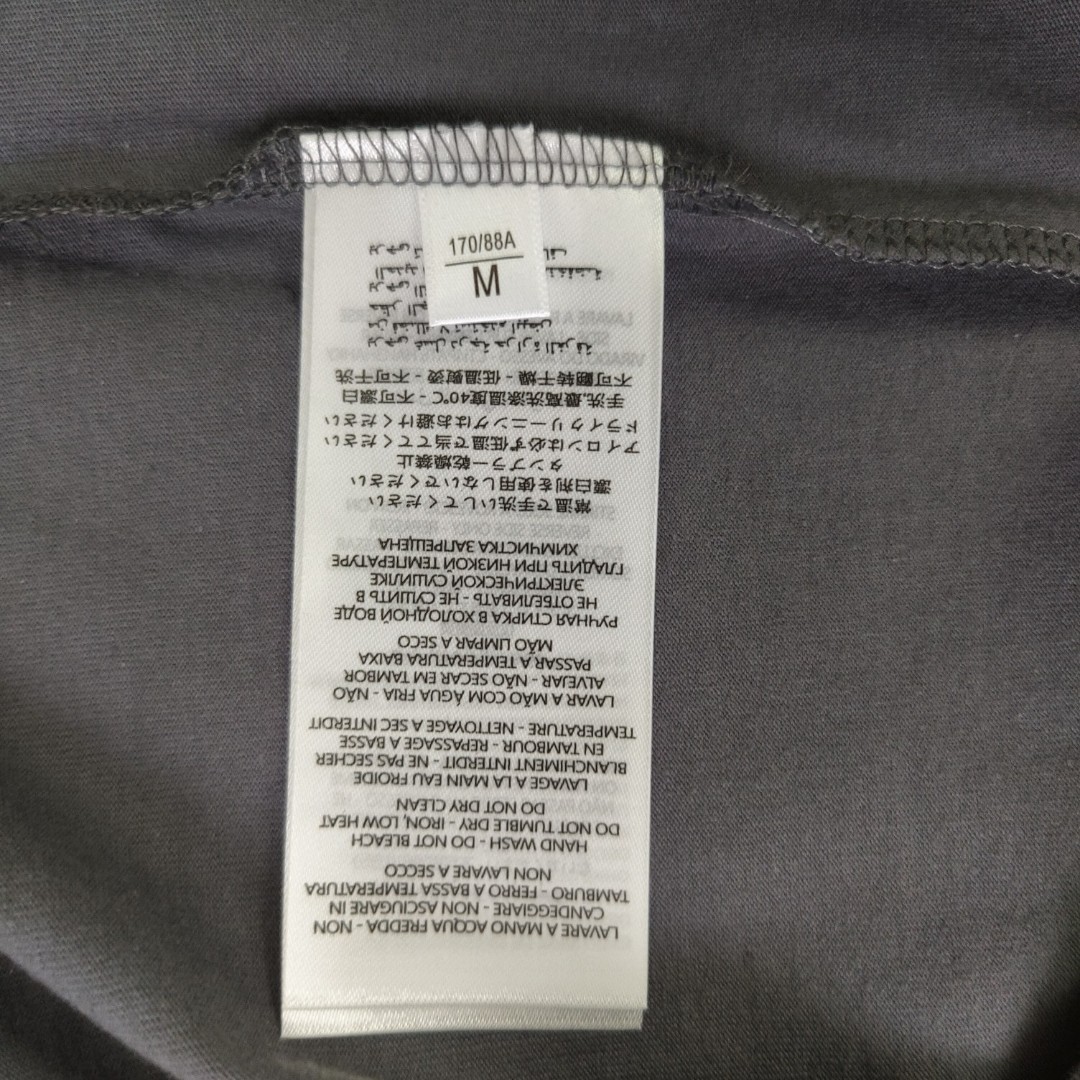 170/88A
M
LAVARE A MANO ACQUA FREDDA - NON
CANDEGGIARE - NON ASCIUGARE IN
TAMBURO - FERRO A BASSA TEMPERATURA
NON LAVARE A SECCO
HAND WASH - DO NOT BLEACH
DO NOT TUMBLE DRY - IRON, LOW HEAT
DO NOT DRY CLEAN
LAVAGE A LA MAIN EAU FROIDE
BLANCHIMENT INTERDIT - NE PAS SECHER
EN TAMBOUR - REPASSAGE A BASSE
TEMPERATURE - NETTOYAGE A SEC INTERDIT
LAVAR A MÃO COM ÁGUA FRIA - NÃO
ALVEJAR - NÃO SECAR EM TAMBOR
PASSAR A TEMPERATURA BAIXA
MÃO LIMPAR A SECO
РУЧНАЯ СТИРКА В ХОЛОДНОЙ ВОДЕ
НЕ ОТБЕЛИВАТЬ - НЕ СУШИТЬ В
ЭЛЕКТРИЧЕСКОЙ СУШИЛКЕ
ГЛАДИТЬ ПРИ НИЗКОЙ ТЕМПЕРАТУРЕ
ХИМЧИСТКА ЗАПРЕЩЕНА
常温で手洗いしてください
漂白剤を使用しないでください
タンブラー乾燥禁止
アイロンは必ず低温で当ててください
ドライクリーニングはお避けください
手洗,最高洗涤温度40°C - 不可漂白
不可翻转干燥 - 低温熨烫 - 不可干洗